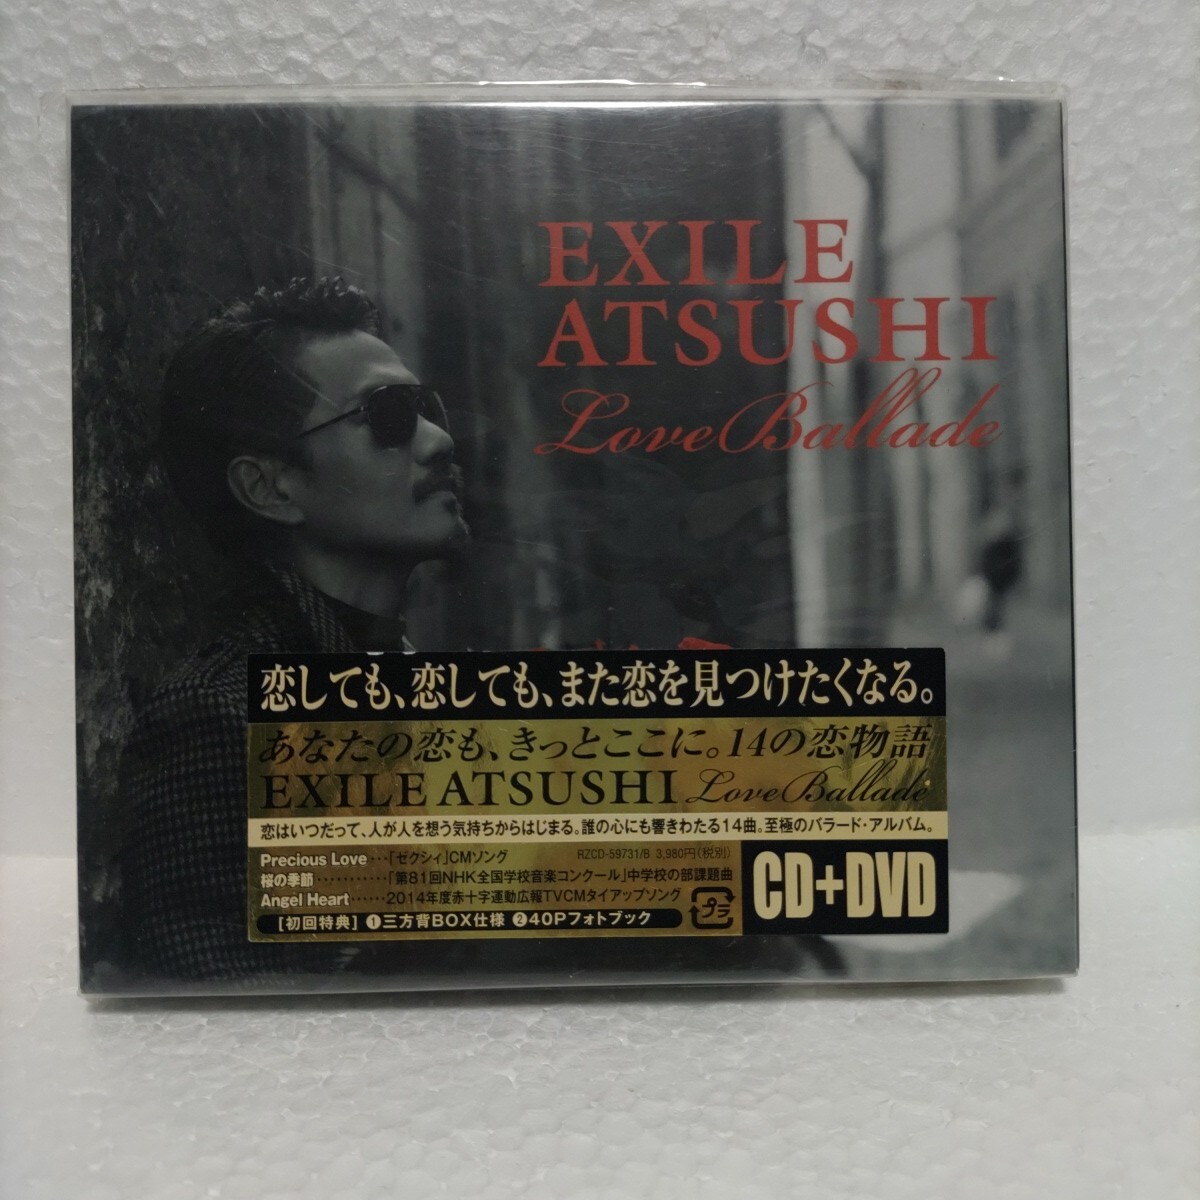 EXILE
ATSUSHI
Love Ballade
恋しても、恋しても、また恋を見つけたくなる。
あなたの恋も、きっとここに。14の恋物語
EXILE ATSUSHI Love Ballade
恋はいつだって、人が人を想う気持ちからはじまる。誰の心にも響きわたる14曲。至極のバラード・アルバム。
Precious Love…「ゼクシィ」CMソング RZCD-59731/B 3,980円(税別)
桜の季節…………「第81回NHK全国学校音楽コンクール」中学校の部課題曲
Angel Heart……2014年度赤十字運動広報TVCMタイアップソング
[初回特典] ❶三方背BOX仕様 ❷40Pフォトブック
プラ
CD+DVD